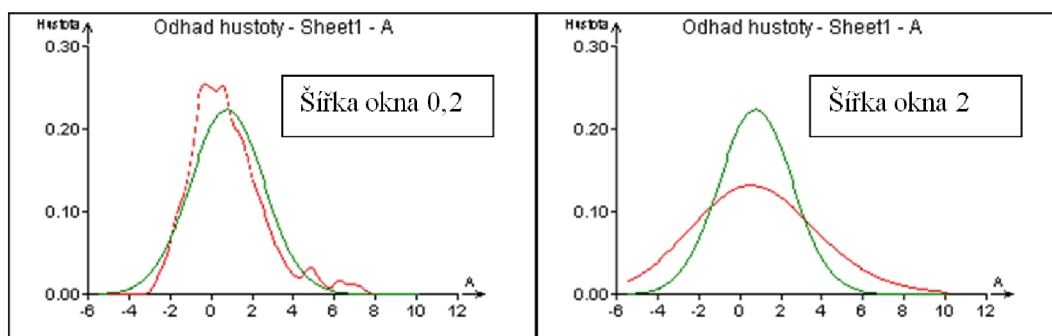 Hustota
Odhad hustoty - Sheet1 - A
0.30
Šířka okna 0,2
0.20
0.10
0.00
A
-6 -4 -2 0 2 4 6 8 10 12
Hustota
Odhad hustoty - Sheet1 - A
0.30
Šířka okna 2
0.20
0.10
0.00
A
-6 -4 -2 0 2 4 6 8 10 12